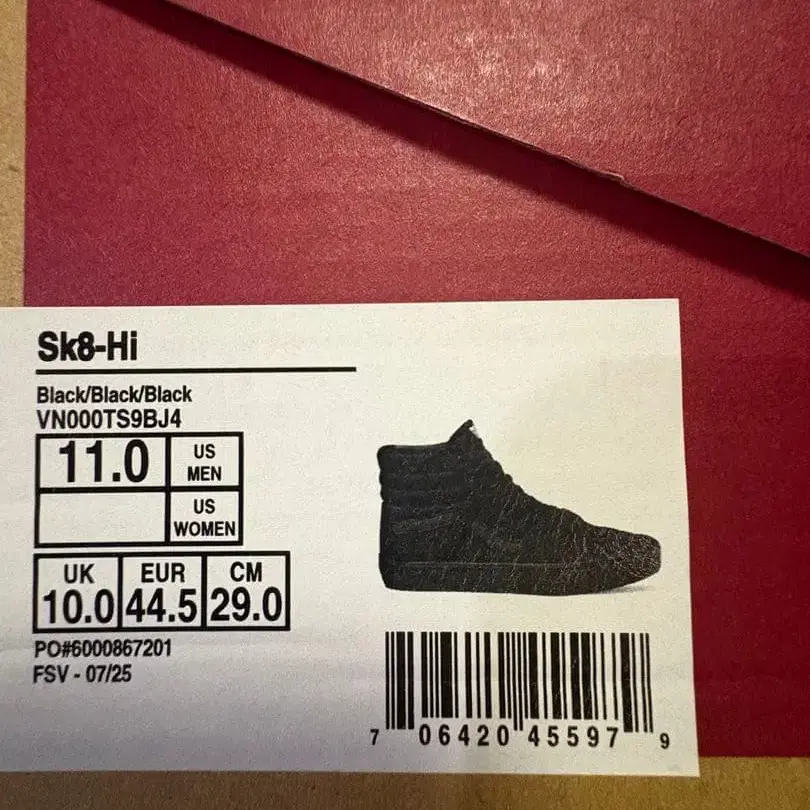 Sk8-Hi
Black/Black/Black
VN000TS9BJ4
11.0 US MEN
US WOMEN
UK EUR CM
10.0 44.5 29.0
PO#6000867201
FSV - 07/25
7 06420 45597 9